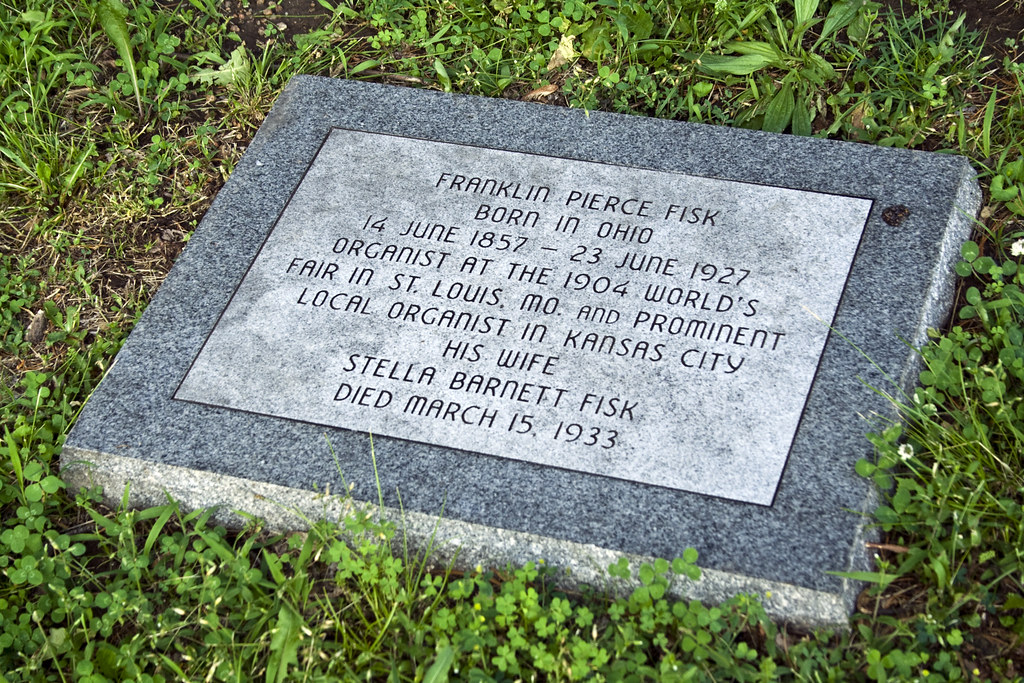 FRANKLIN PIERCE FISK
BORN IN OHIO
14 JUNE 1857 – 23 JUNE 1927
ORGANIST AT THE 1904 WORLD'S
FAIR IN ST. LOUIS, MO. AND PROMINENT
LOCAL ORGANIST IN KANSAS CITY
HIS WIFE
STELLA BARNETT FISK
DIED MARCH 15, 1933